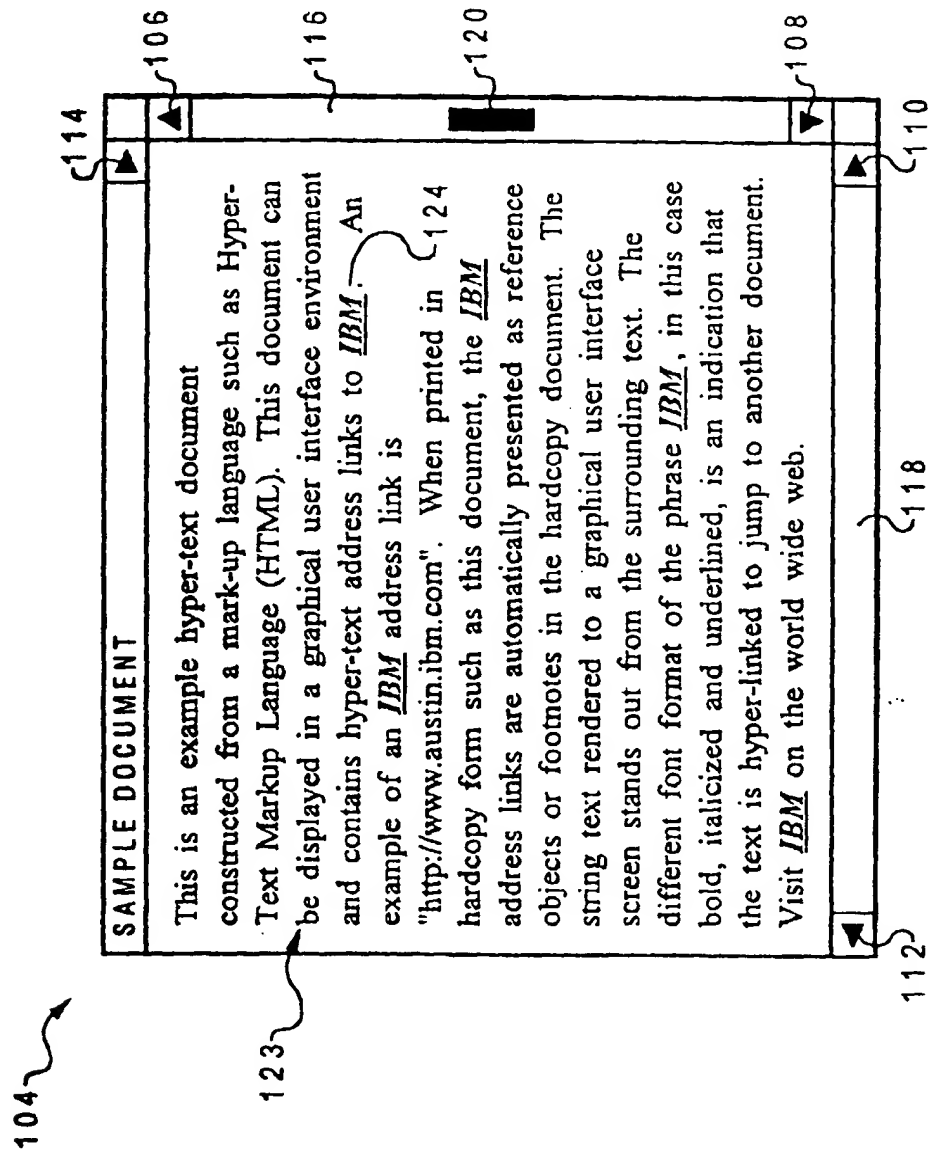 104
114
106
SAMPLE DOCUMENT
116
120
108
110
112
118
123
124
This is an example hyper-text document
constructed from a mark-up language such as Hyper-
Text Markup Language (HTML). This document can
be displayed in a graphical user interface environment
and contains hyper-text address links to IBM. An
example of an IBM address link is
"http://www.austin.ibm.com". When printed in
hardcopy form such as this document, the IBM
address links are automatically presented as reference
objects or footnotes in the hardcopy document. The
string text rendered to a graphical user interface
screen stands out from the surrounding text. The
different font format of the phrase IBM, in this case
bold, italicized and underlined, is an indication that
the text is hyper-linked to jump to another document.
Visit IBM on the world wide web.